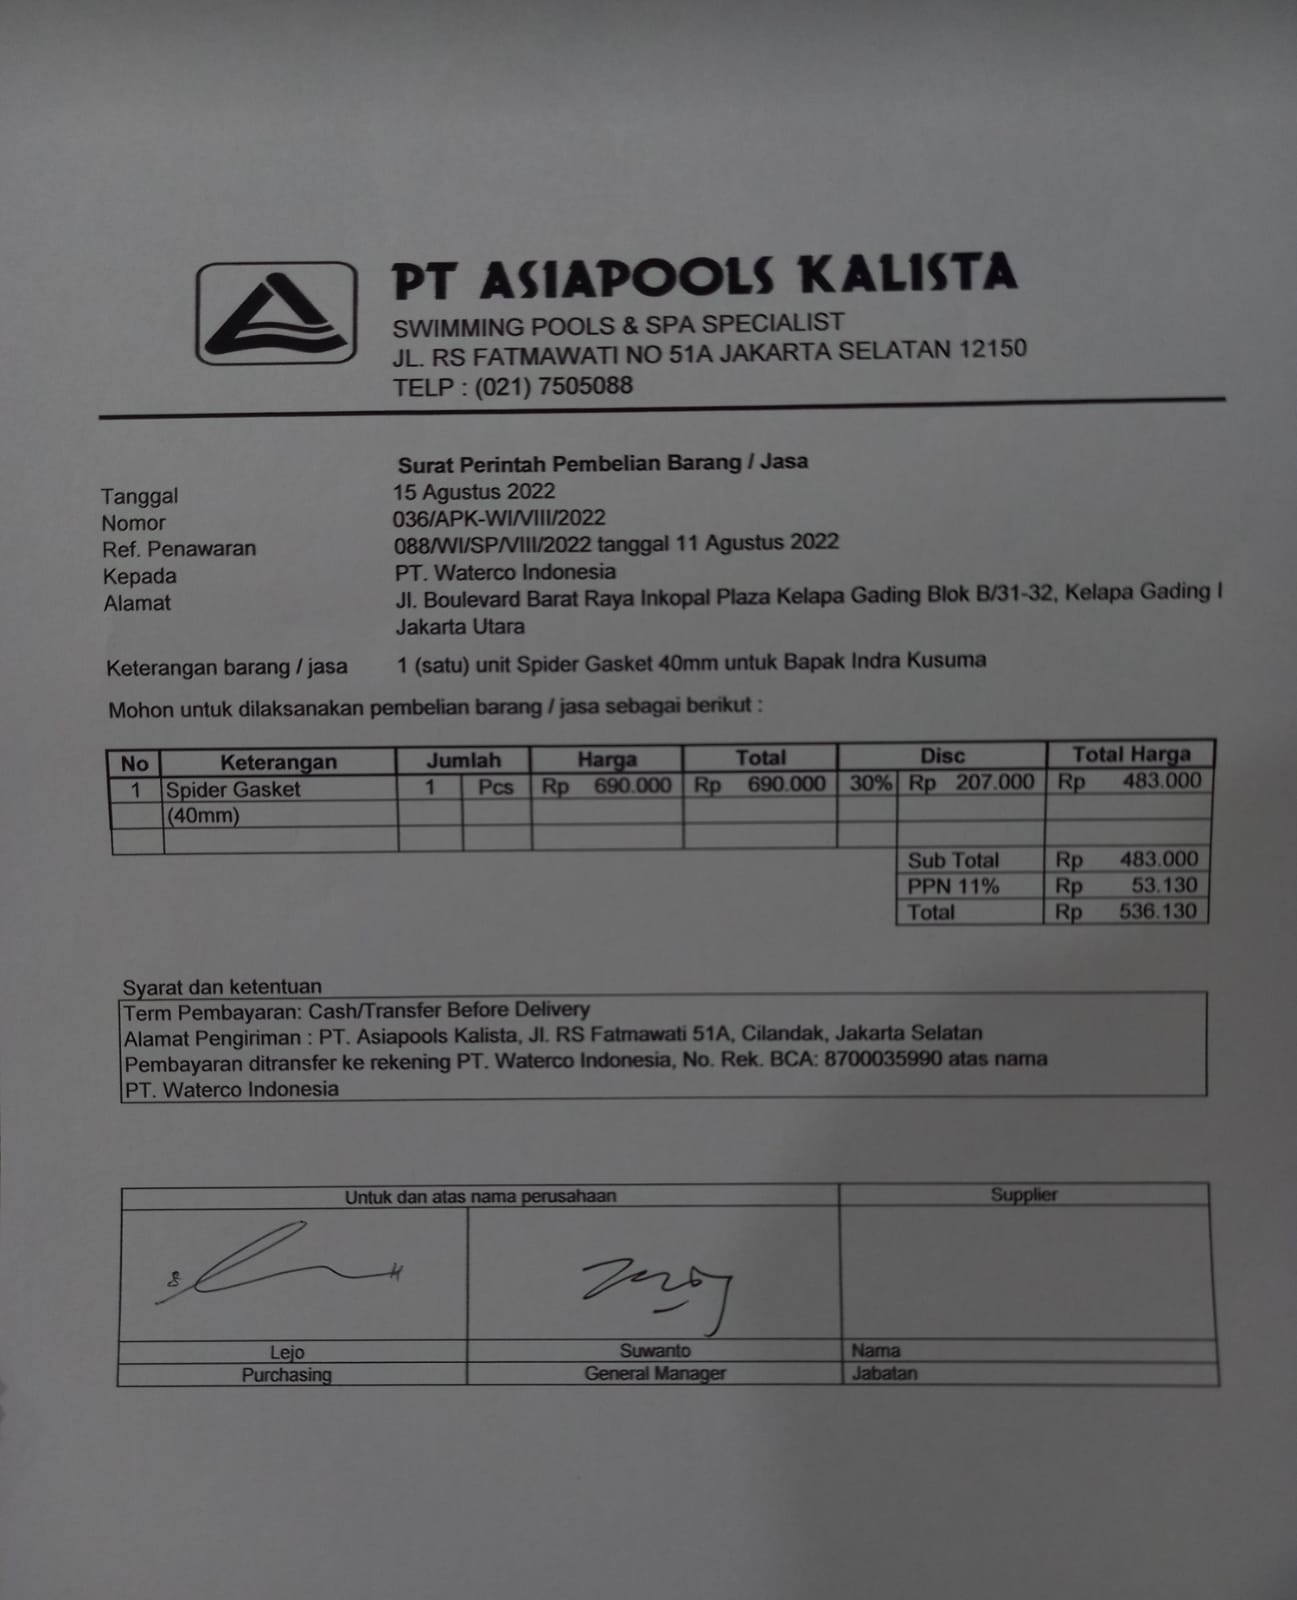 PT ASIAPOOLS KALISTA
SWIMMING POOLS & SPA SPECIALIST
JL. RS FATMAWATI NO 51A JAKARTA SELATAN 12150
TELP : (021) 7505088
Surat Perintah Pembelian Barang / Jasa
Tanggal 15 Agustus 2022
Nomor 036/APK-WI/VIII/2022
Ref. Penawaran 088/WI/SP/VIII/2022 tanggal 11 Agustus 2022
Kepada PT. Waterco Indonesia
Alamat Jl. Boulevard Barat Raya Inkopal Plaza Kelapa Gading Blok B/31-32, Kelapa Gading I
Jakarta Utara
Keterangan barang / jasa 1 (satu) unit Spider Gasket 40mm untuk Bapak Indra Kusuma
Mohon untuk dilaksanakan pembelian barang / jasa sebagai berikut :
No Keterangan Jumlah Harga Total Disc Total Harga
1 Spider Gasket 1 Pcs Rp 690.000 Rp 690.000 30% Rp 207.000 Rp 483.000
(40mm)
Sub Total Rp 483.000
PPN 11% Rp 53.130
Total Rp 536.130
Syarat dan ketentuan
Term Pembayaran: Cash/Transfer Before Delivery
Alamat Pengiriman : PT. Asiapools Kalista, Jl. RS Fatmawati 51A, Cilandak, Jakarta Selatan
Pembayaran ditransfer ke rekening PT. Waterco Indonesia, No. Rek. BCA: 8700035990 atas nama
PT. Waterco Indonesia
Untuk dan atas nama perusahaan Supplier
Lejo Suwanto Nama
Purchasing General Manager Jabatan